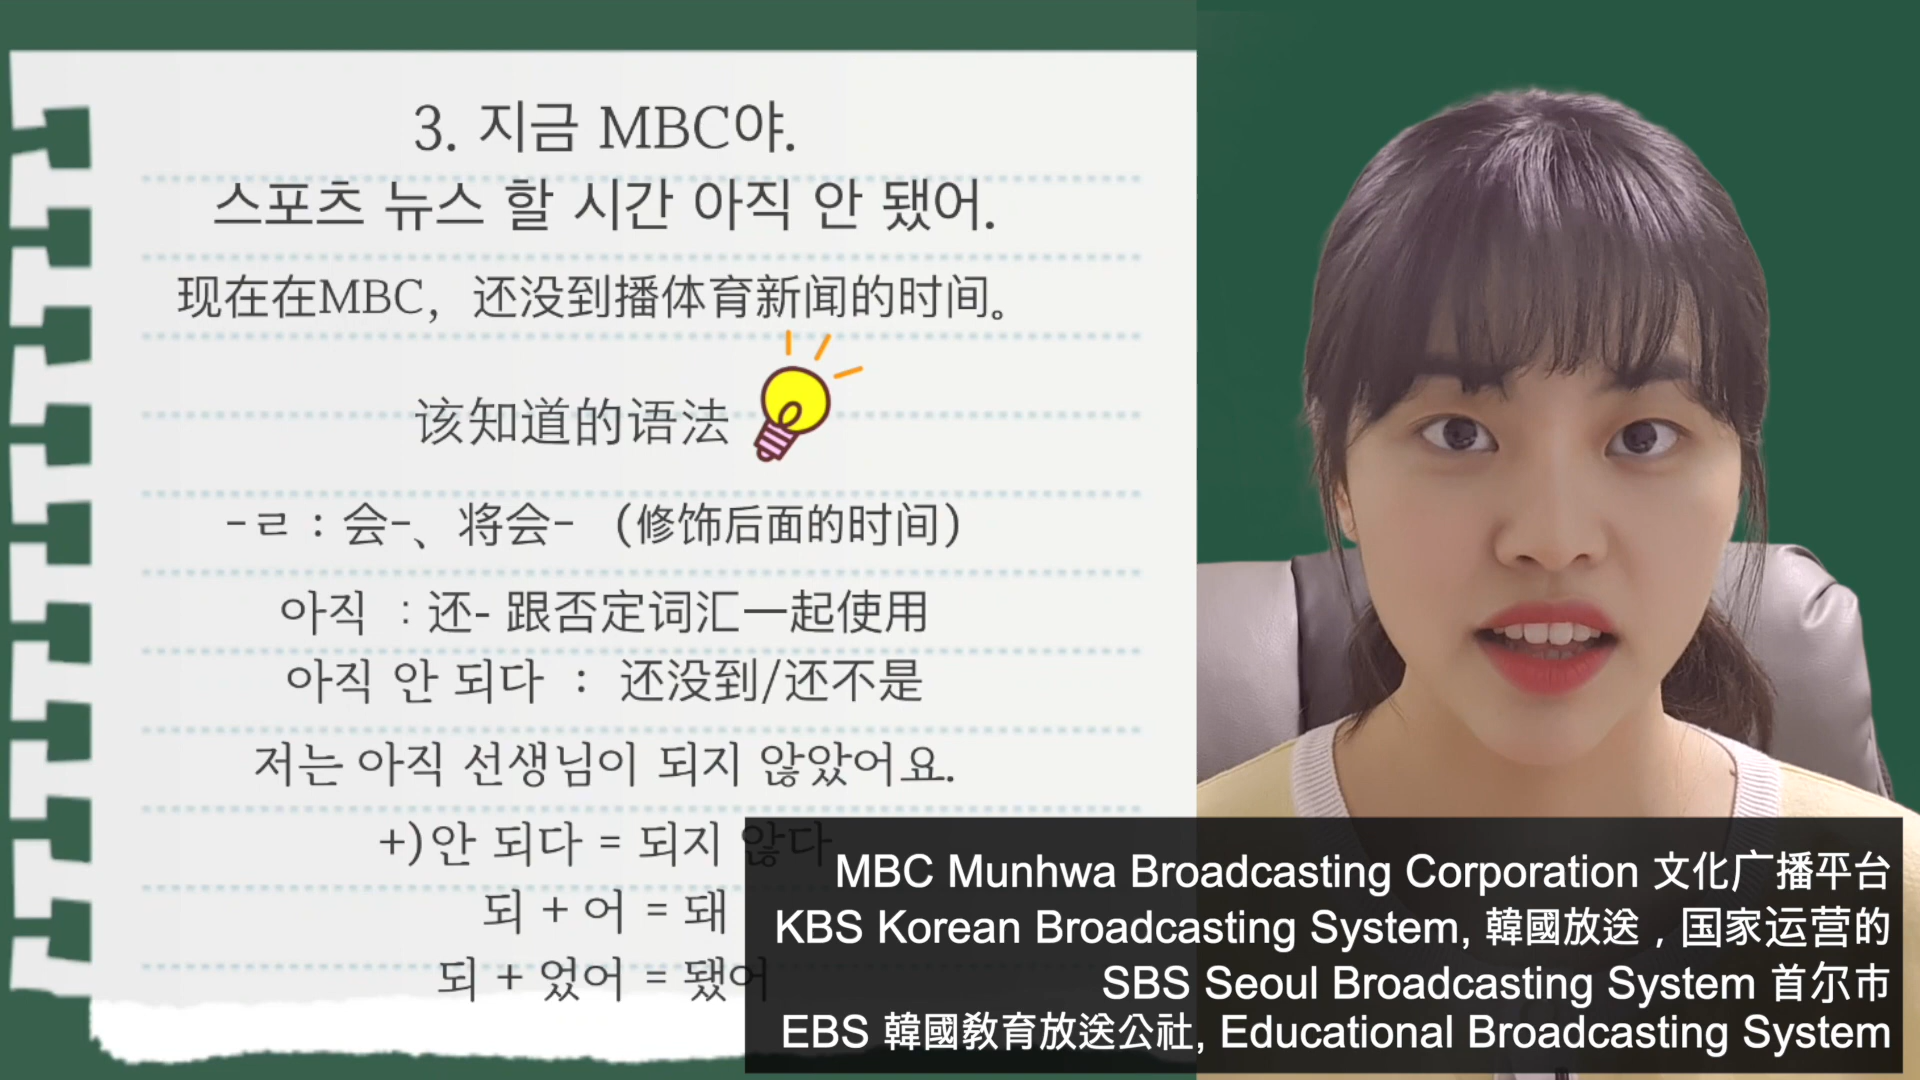 3. 지금 MBC야.
스포츠 뉴스 할 시간 아직 안 됐어.
现在在MBC，还没到播体育新闻的时间。
该知道的语法
-ㄹ : 会-、将会- （修饰后面的时间）
아직 : 还- 跟否定词汇一起使用
아직 안 되다 : 还没到/还不是
저는 아직 선생님이 되지 않았어요.
+)안 되다 = 되지 않다
되 + 어 = 돼
되 + 었어 = 됐어
MBC Munhwa Broadcasting Corporation 文化广播平台
KBS Korean Broadcasting System, 韓國放送，国家运营的
SBS Seoul Broadcasting System 首尔市
EBS 韓國敎育放送公社, Educational Broadcasting System